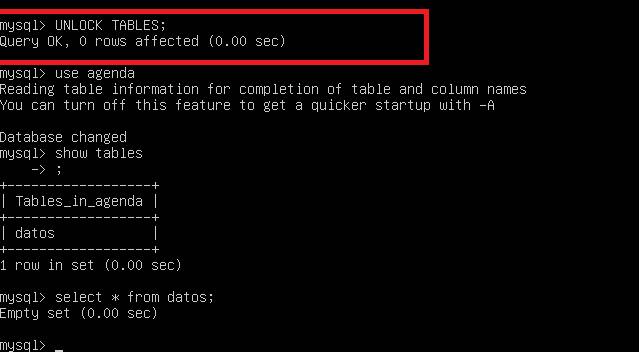 mysql> UNLOCK TABLES;
Query OK, 0 rows affected (0.00 sec)
mysql> use agenda
Reading table information for completion of table and column names
You can turn off this feature to get a quicker startup with -A
Database changed
mysql> show tables
    -> ;
+------------------+
| Tables_in_agenda |
+------------------+
| datos            |
+------------------+
1 row in set (0.00 sec)
mysql> select * from datos;
Empty set (0.00 sec)
mysql> _